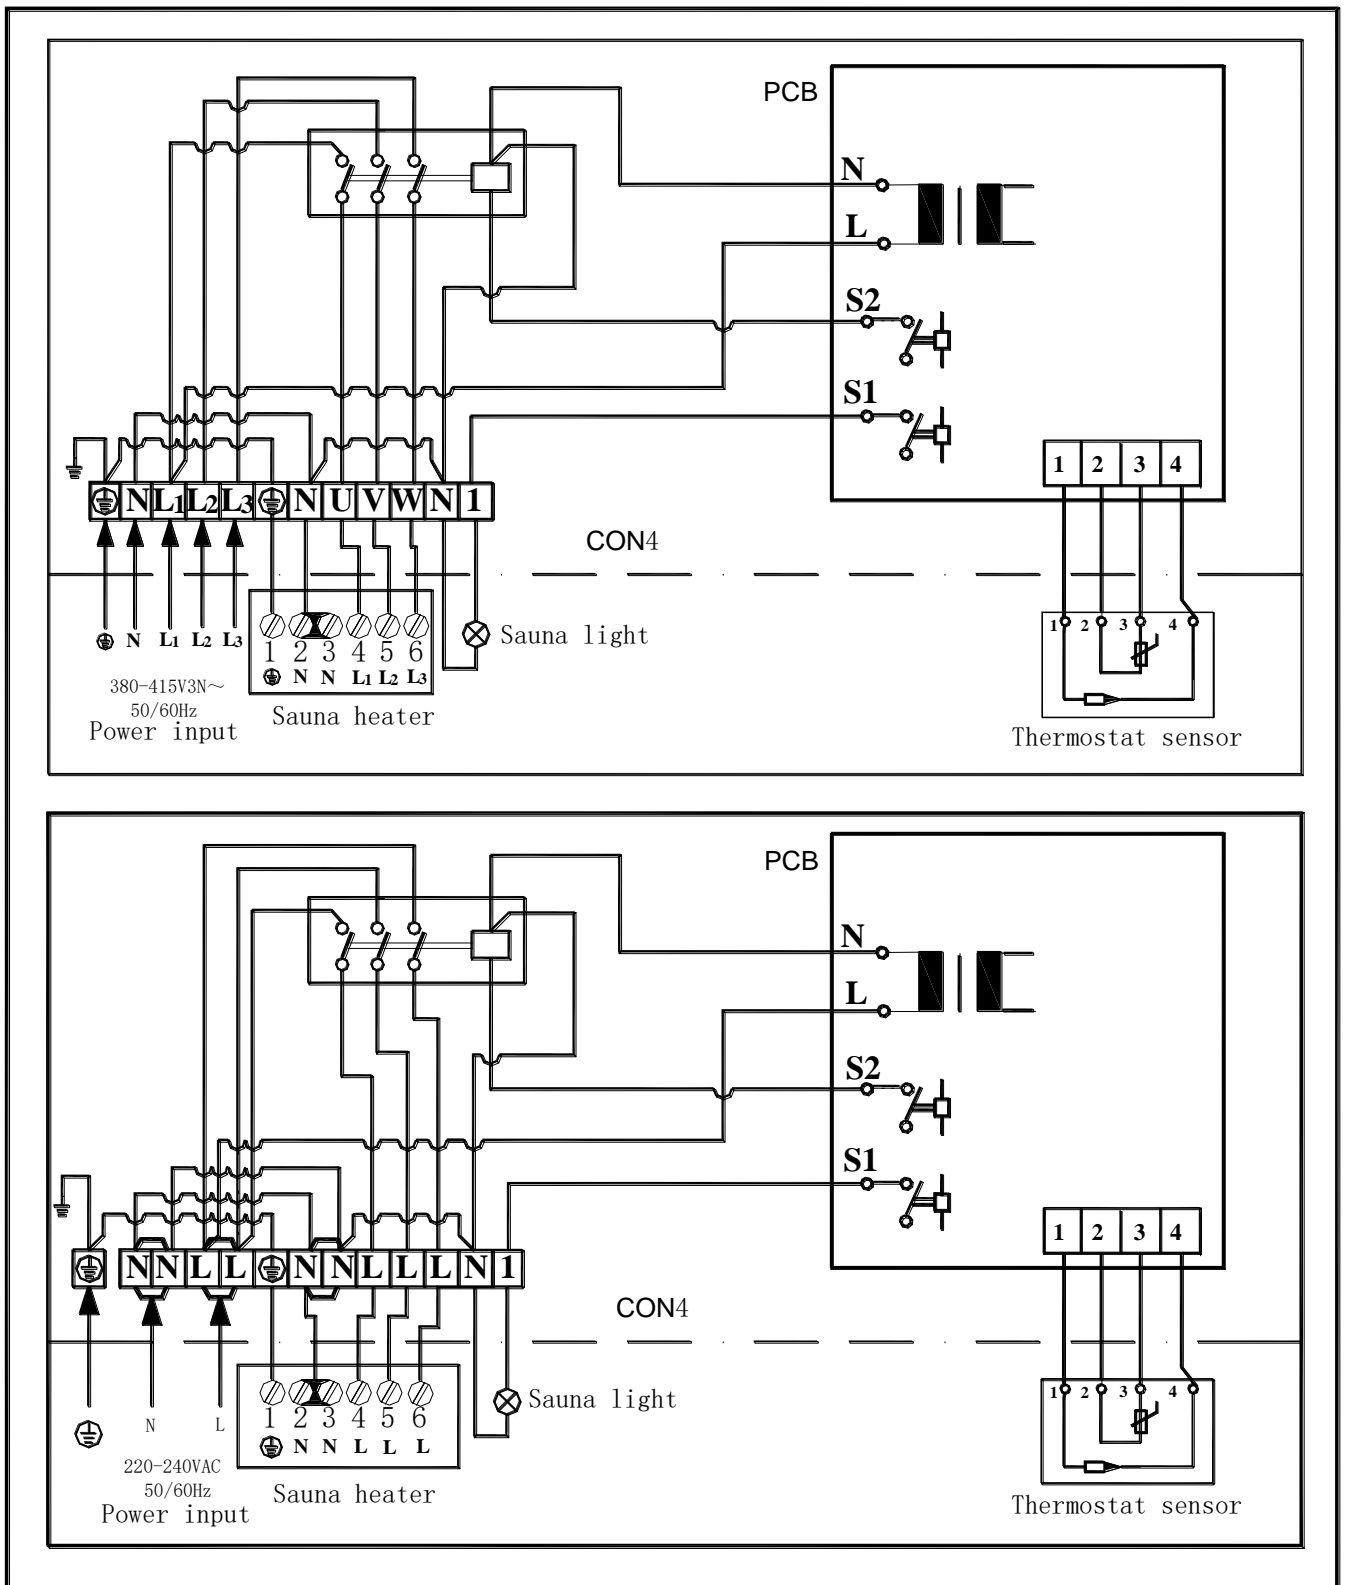 PCB
N
L
S2
S1
1 2 3 4
N L1 L2 L3 N U V W N 1
CON4
N L1 L2 L3
1 2 3 4 5 6
N N L1 L2 L3
Sauna light
1 2 3 4
380-415V3N~
50/60Hz
Power input
Sauna heater
Thermostat sensor
PCB
N
L
S2
S1
1 2 3 4
N N L L N N L L L N 1
CON4
N L
1 2 3 4 5 6
N N L L L
Sauna light
1 2 3 4
220-240VAC
50/60Hz
Power input
Sauna heater
Thermostat sensor